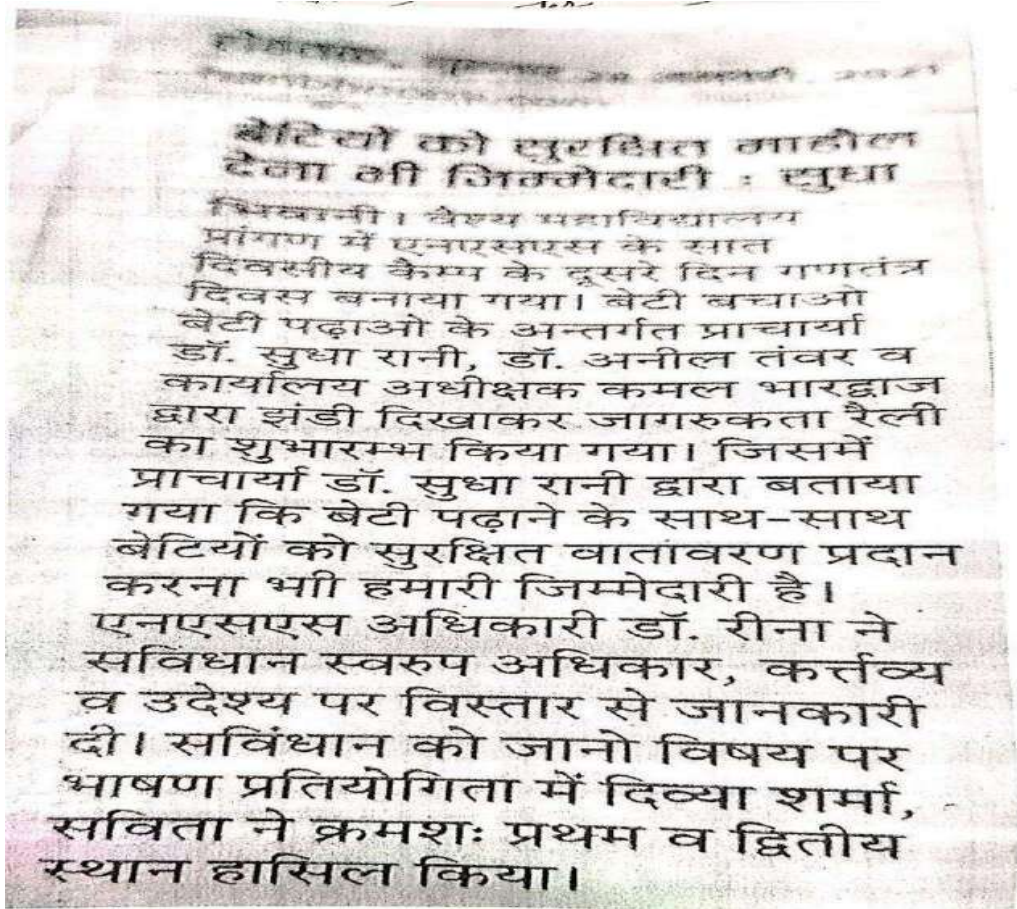 बेटियों को सुरक्षित माहौल
देना भी जिम्मेदारी : सुधा
भिवानी। वैश्य महाविद्यालय
प्रांगण में एनएसएस के सात
दिवसीय कैम्प के दूसरे दिन गणतंत्र
दिवस बनाया गया। बेटी बचाओ
बेटी पढ़ाओ के अन्तर्गत प्राचार्या
डॉ. सुधा रानी, डॉ. अनील तंवर व
कार्यालय अधीक्षक कमल भारद्वाज
द्वारा झंडी दिखाकर जागरुकता रैली
का शुभारम्भ किया गया। जिसमें
प्राचार्या डॉ. सुधा रानी द्वारा बताया
गया कि बेटी पढ़ाने के साथ-साथ
बेटियों को सुरक्षित वातावरण प्रदान
करना भाी हमारी जिम्मेदारी है।
एनएसएस अधिकारी डॉ. रीना ने
सविधान स्वरुप अधिकार, कर्त्तव्य
व उदेश्य पर विस्तार से जानकारी
दी। सविंधान को जानो विषय पर
भाषण प्रतियोगिता में दिव्या शर्मा,
सविता ने क्रमशः प्रथम व द्वितीय
स्थान हासिल किया।